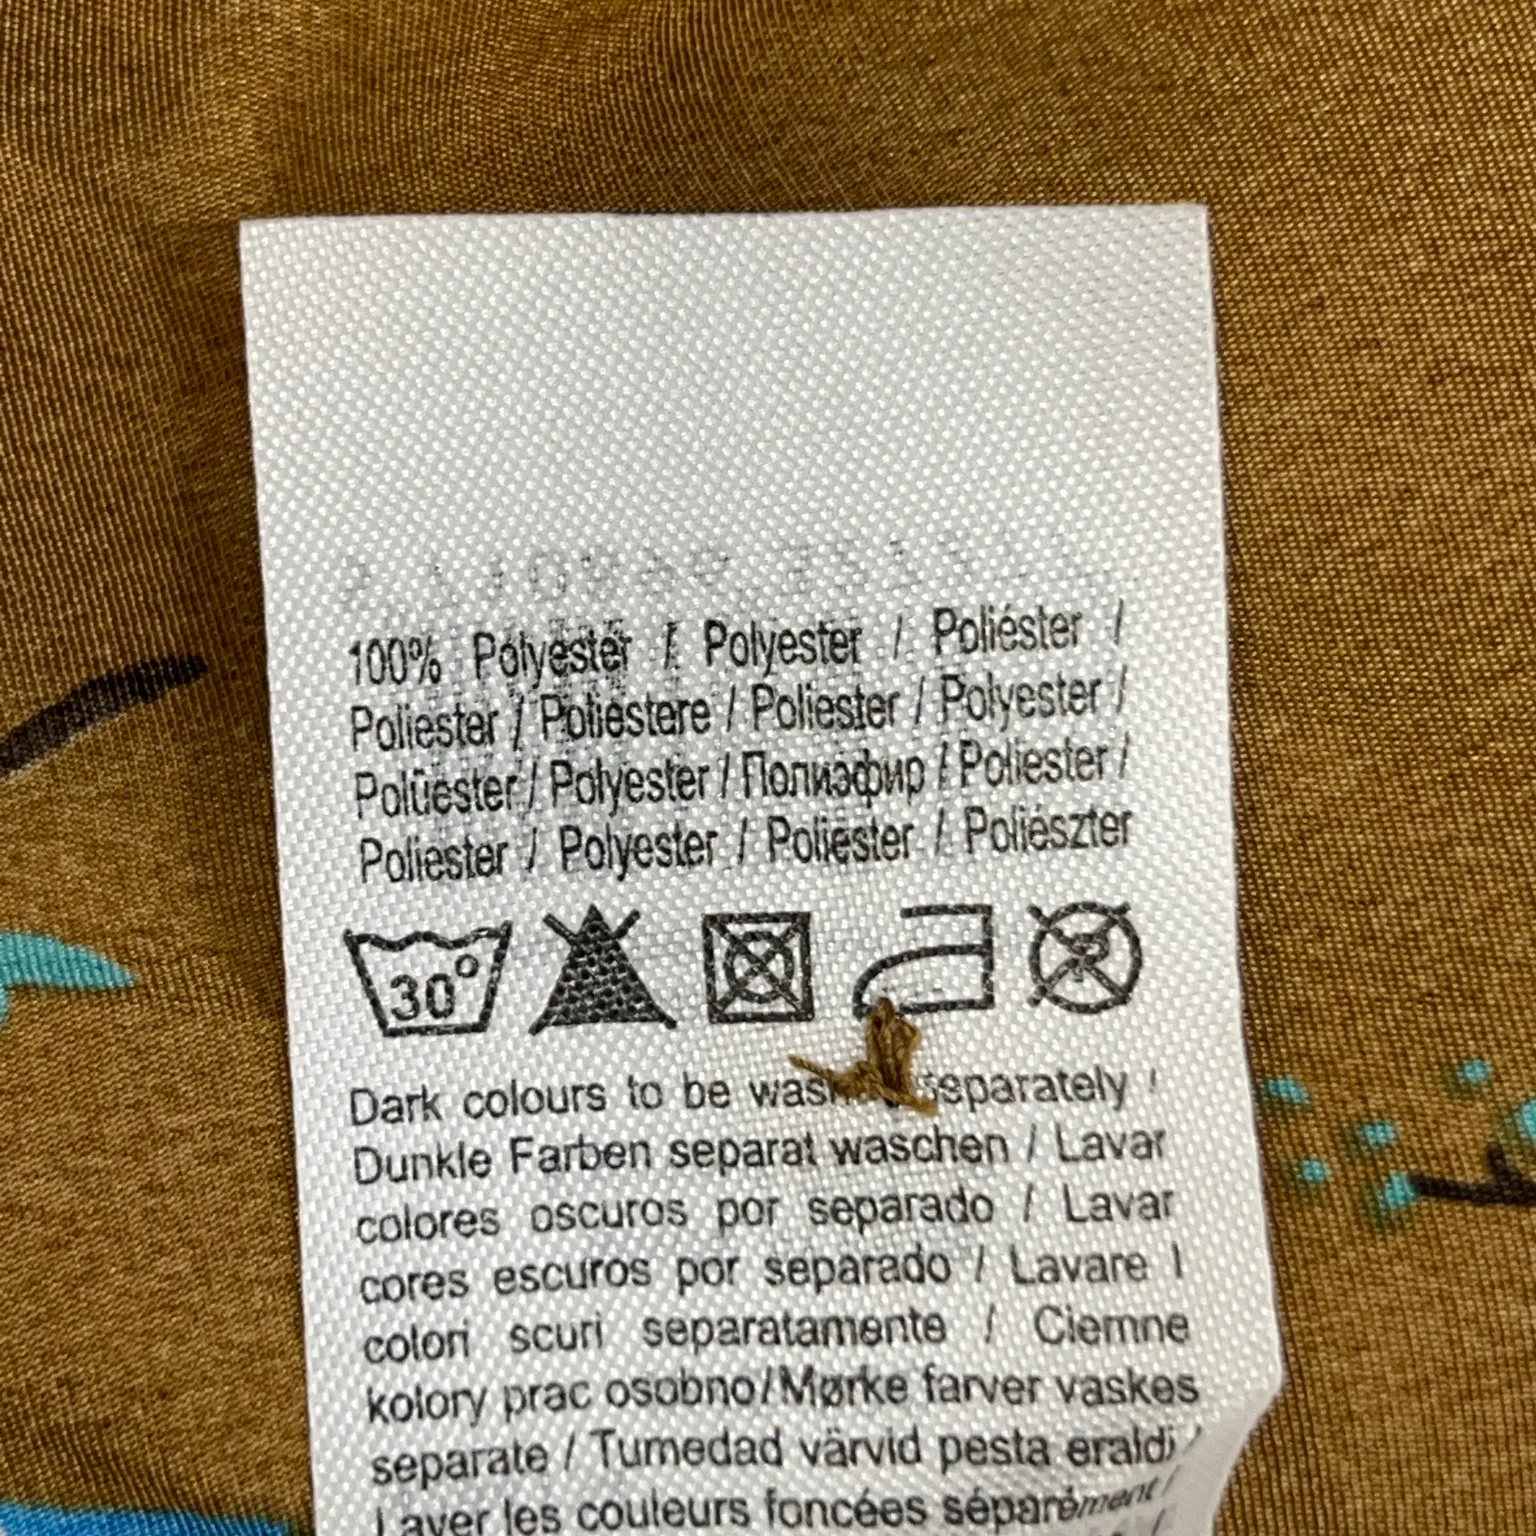 100% Polyester / Polyester / Poliéster /
Poliester / Poliestere / Poliester / Polyester /
Polüester / Polyester / Полиэфир / Poliester /
Poliester / Polyester / Poliester / Poliészter
30°
Dark colours to be separately /
Dunkle Farben separat waschen / Lavar
colores oscuros por separado / Lavar
cores escuros por separado / Lavare I
colori scuri separatamente / Ciemne
kolory prac osobno/Mørke farver vaskes
separate / Tumedad värvid pesta eraldi /
Laver les couleurs foncées séparément /